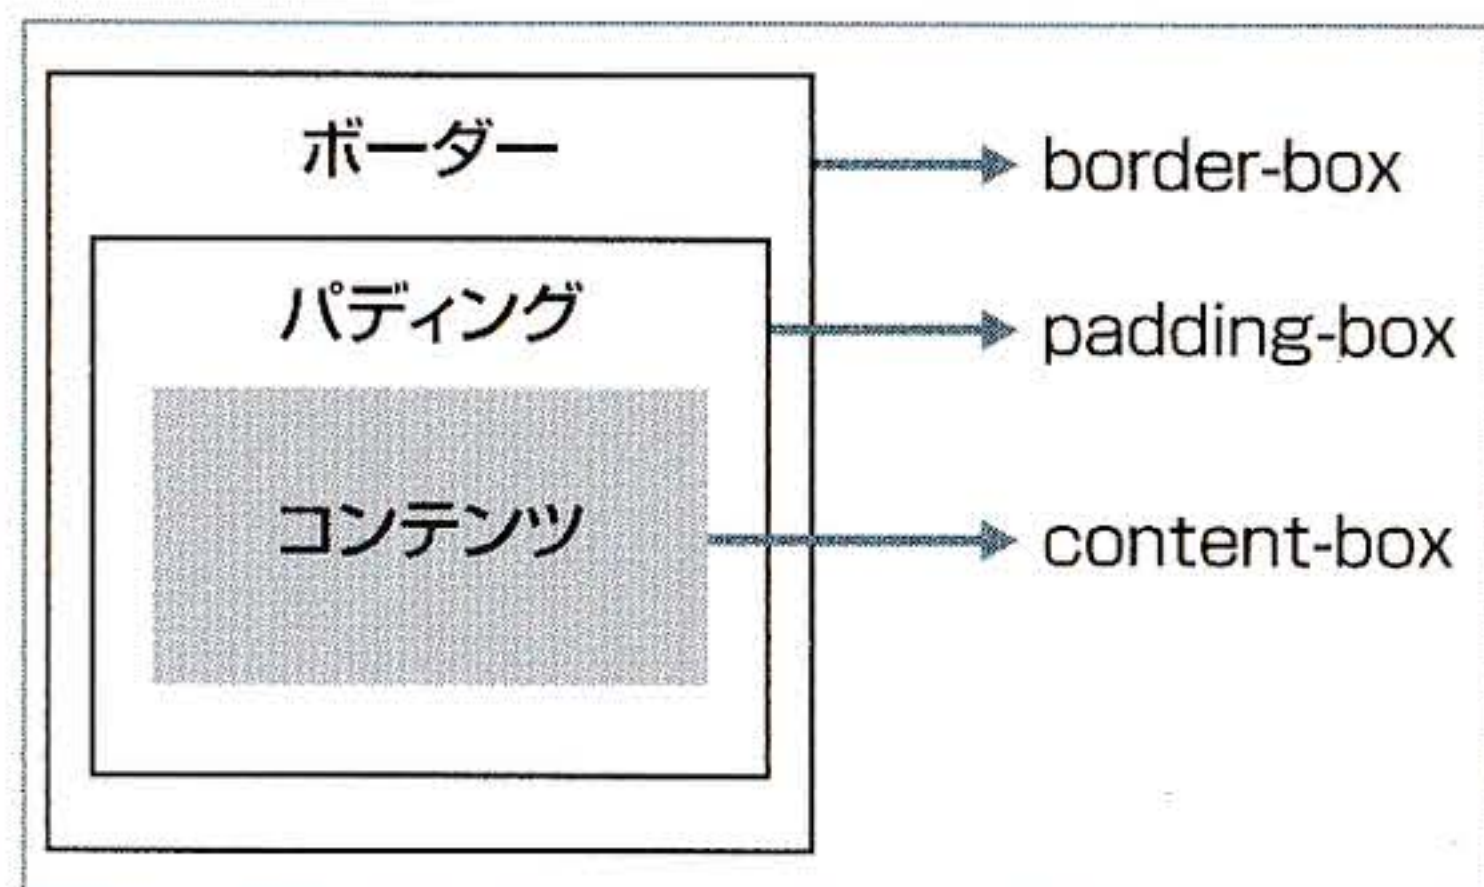 ボーダー
border-box
パディング
padding-box
コンテンツ
content-box